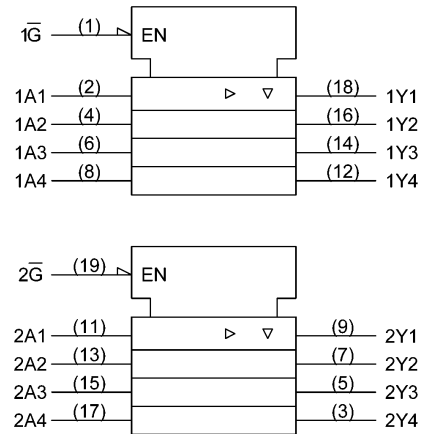 1G̅ (1) EN
1A1 (2) (18) 1Y1
1A2 (4) (16) 1Y2
1A3 (6) (14) 1Y3
1A4 (8) (12) 1Y4
2G̅ (19) EN
2A1 (11) (9) 2Y1
2A2 (13) (7) 2Y2
2A3 (15) (5) 2Y3
2A4 (17) (3) 2Y4